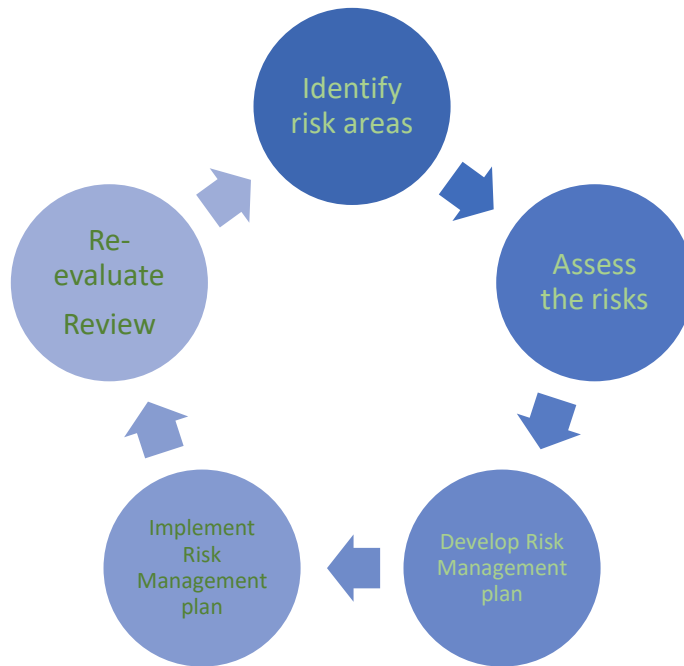 Identify
risk areas
Assess
the risks
Develop Risk
Management
plan
Implement
Risk
Management
plan
Re-
evaluate
Review